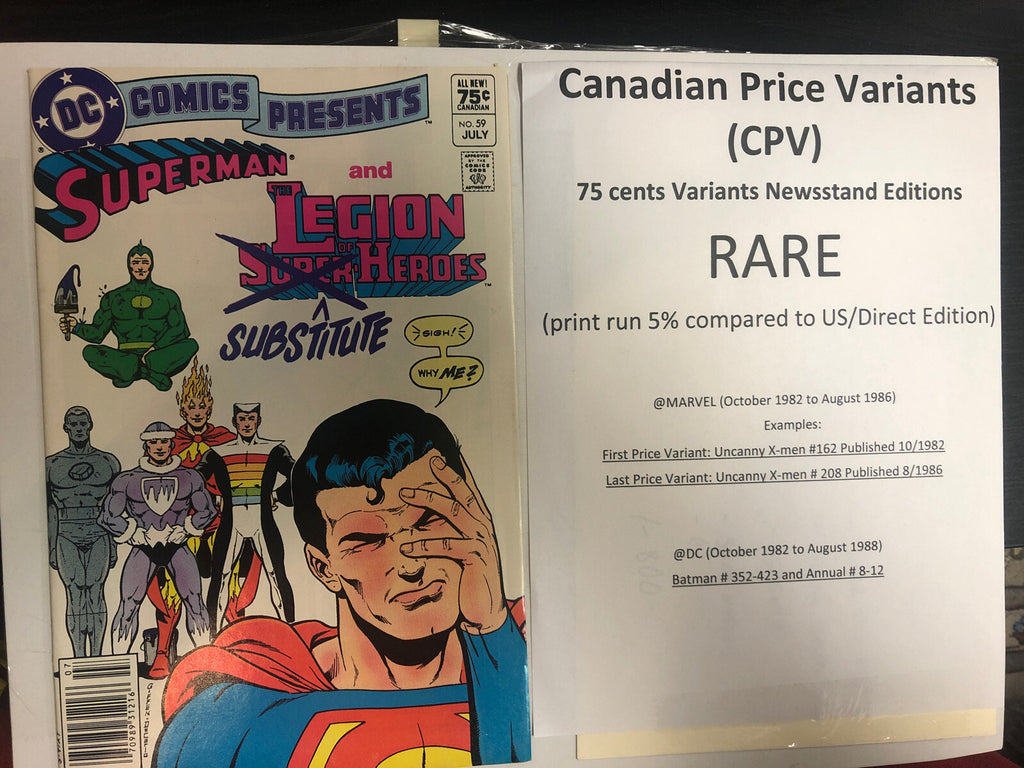 DC
COMICS
PRESENTS
ALL NEW!
75¢
CANADIAN
NO. 59
JULY
APPROVED
BY THE
COMICS
CODE
AUTHORITY
SUPERMAN
and
THE
LEGION
OF
SUPER-HEROES
SUBSTITUTE
SIGH!
WHY ME?
07
70989 31216
Canadian Price Variants
(CPV)
75 cents Variants Newsstand Editions
RARE
(print run 5% compared to US/Direct Edition)
@MARVEL (October 1982 to August 1986)
Examples:
First Price Variant: Uncanny X-men #162 Published 10/1982
Last Price Variant: Uncanny X-men # 208 Published 8/1986
@DC (October 1982 to August 1988)
Batman # 352-423 and Annual # 8-12